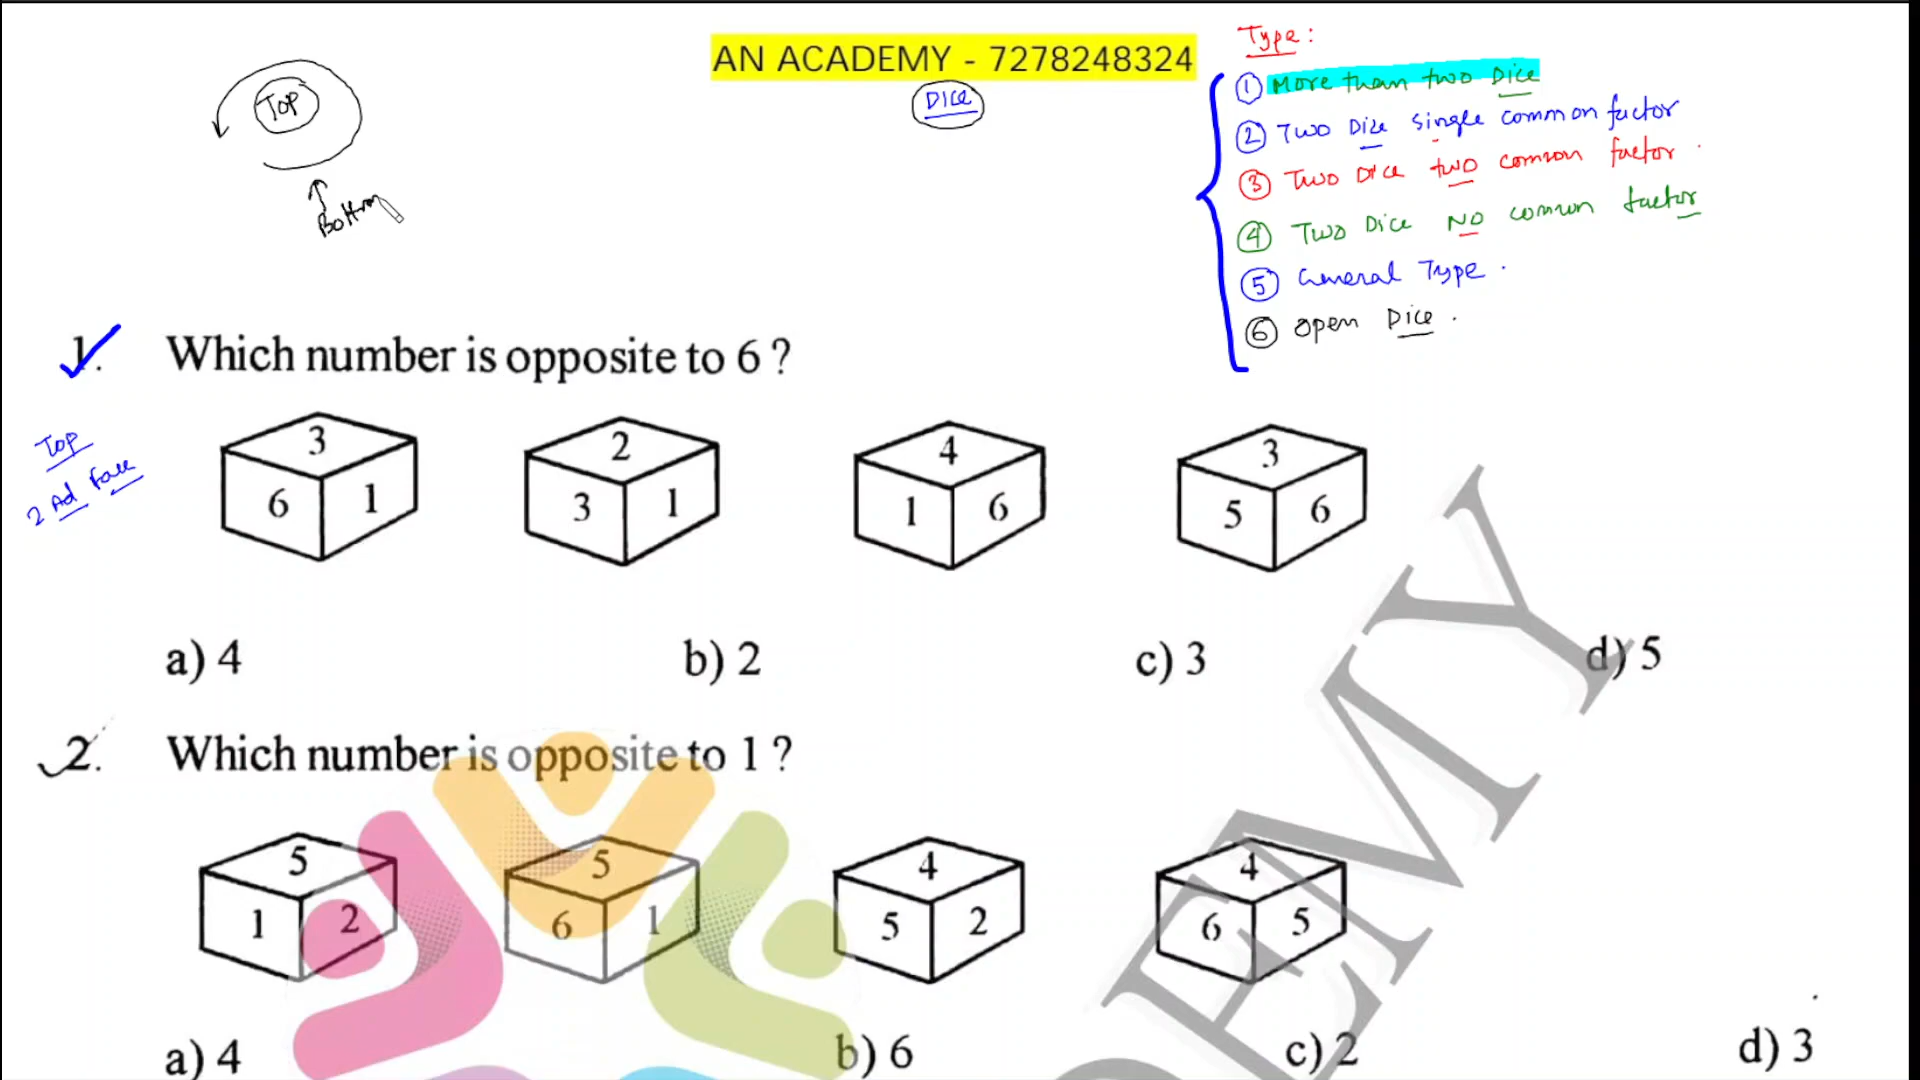 AN ACADEMY - 7278248324
Dice
Top
Bottom
Type:
① More than two Dice
② Two Dice single common factor
③ Two Dice two common factor.
④ Two Dice No common factor
⑤ General Type.
⑥ open Dice.
1. Which number is opposite to 6 ?
Top
2 Ad Face
3
6 1
2
3 1
4
1 6
3
5 6
a) 4 b) 2 c) 3 d) 5
2. Which number is opposite to 1 ?
5
1 2
5
6 1
4
5 2
4
6 5
a) 4 b) 6 c) 2 d) 3
EMY